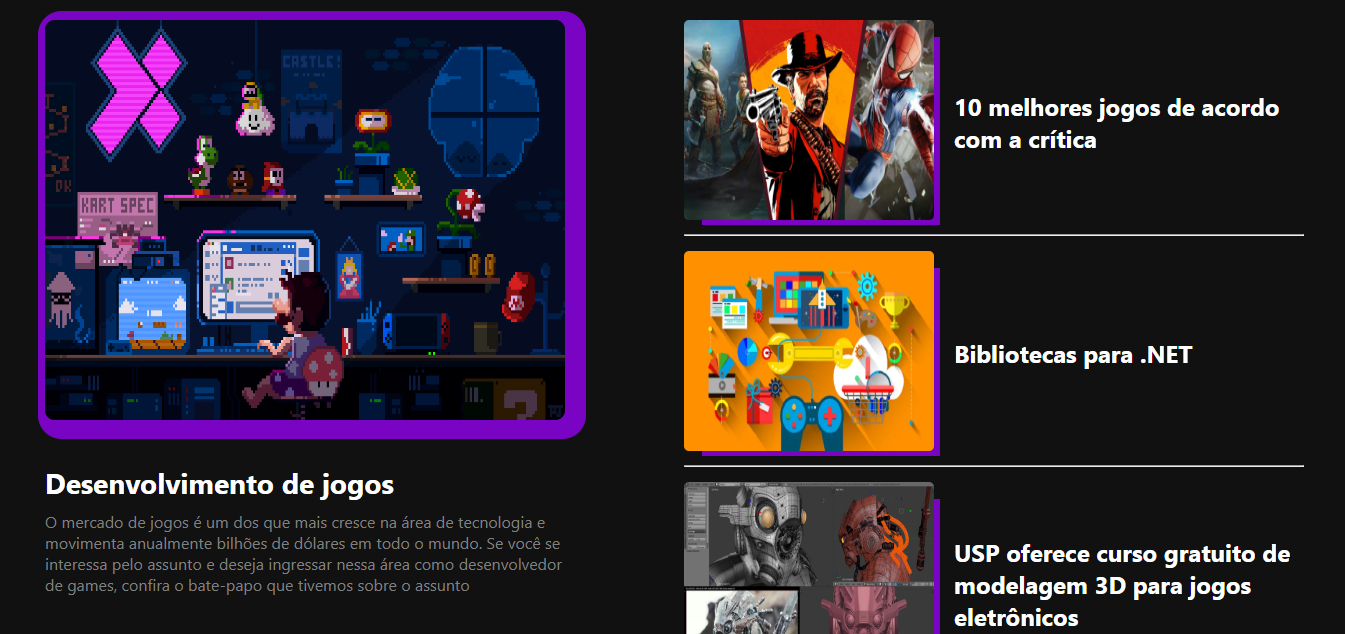 CASTLE!
DK
KART SPEC
Desenvolvimento de jogos
O mercado de jogos é um dos que mais cresce na área de tecnologia e
movimenta anualmente bilhões de dólares em todo o mundo. Se você se
interessa pelo assunto e deseja ingressar nessa área como desenvolvedor
de games, confira o bate-papo que tivemos sobre o assunto
10 melhores jogos de acordo
com a crítica
Bibliotecas para .NET
USP oferece curso gratuito de
modelagem 3D para jogos
eletrônicos